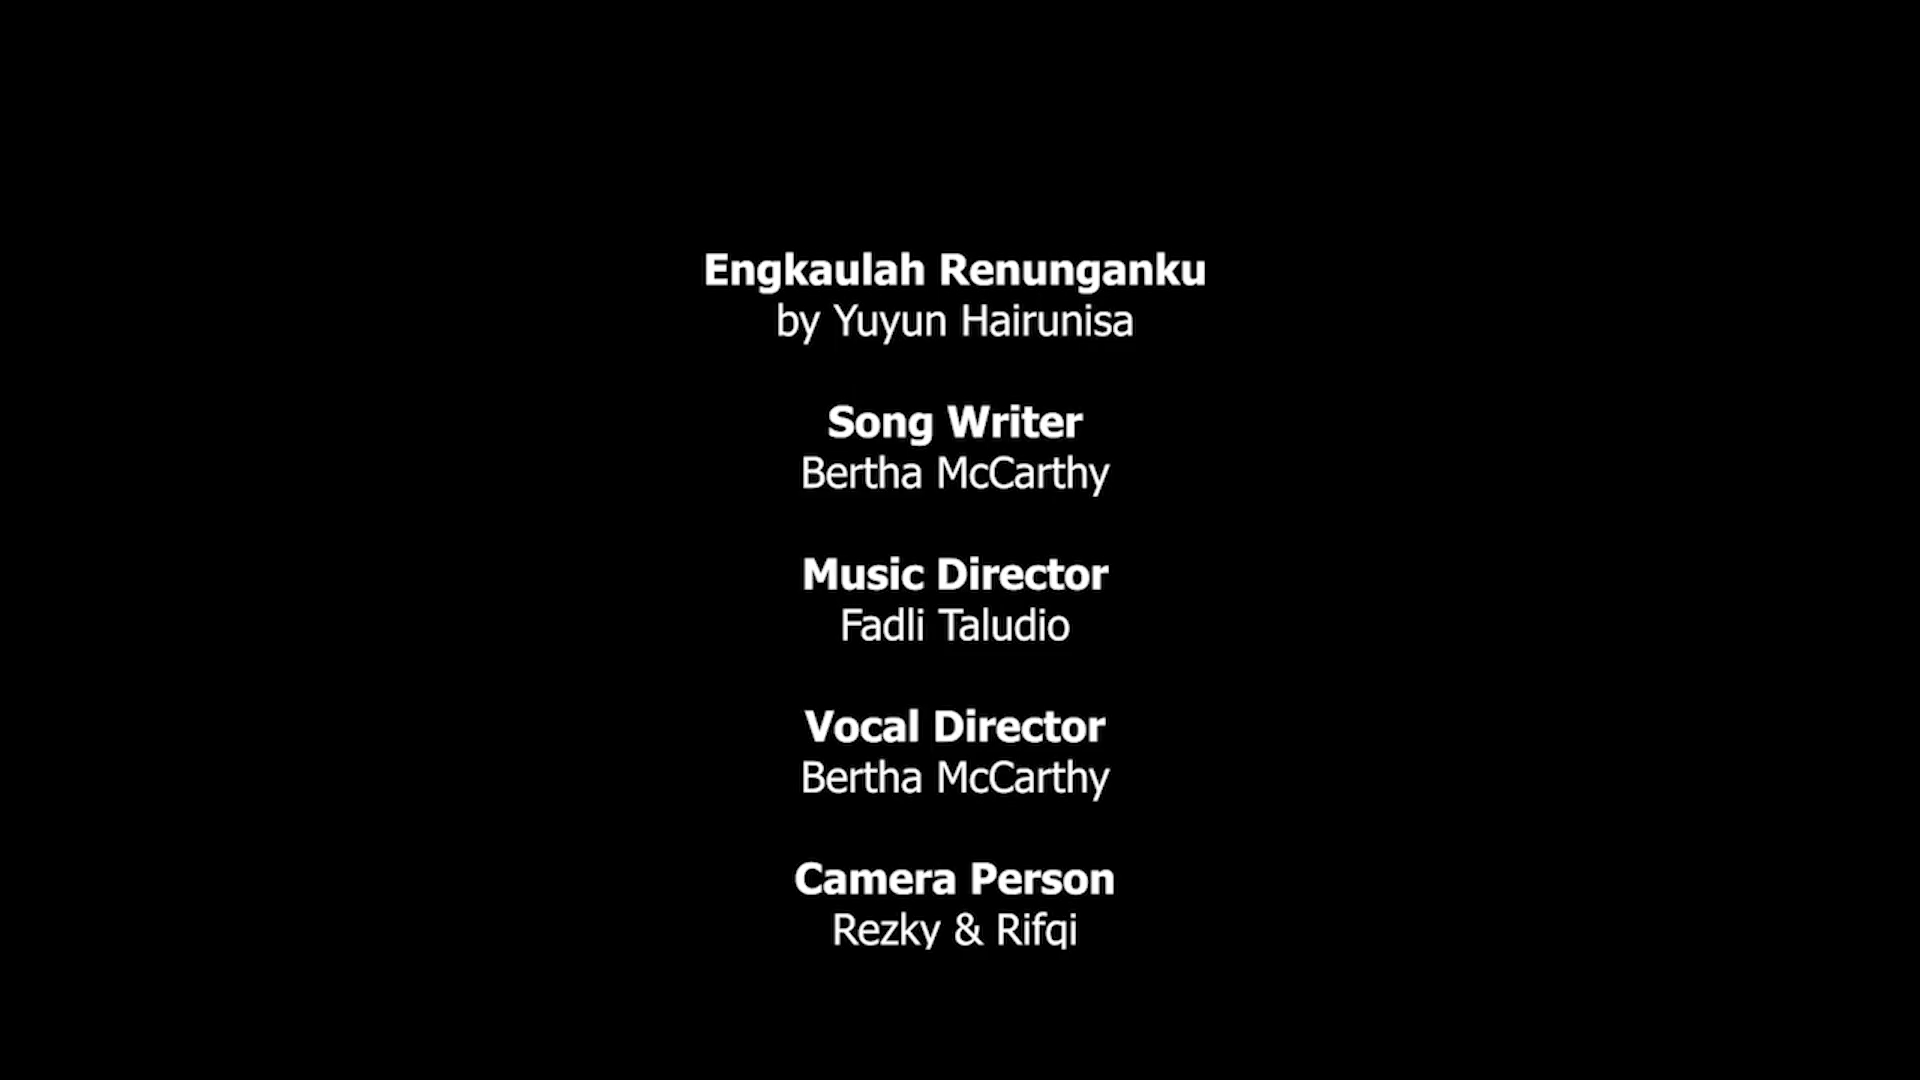 Engkaulah Renunganku
by Yuyun Hairunisa
Song Writer
Bertha McCarthy
Music Director
Fadli Taludio
Vocal Director
Bertha McCarthy
Camera Person
Rezky & Rifqi